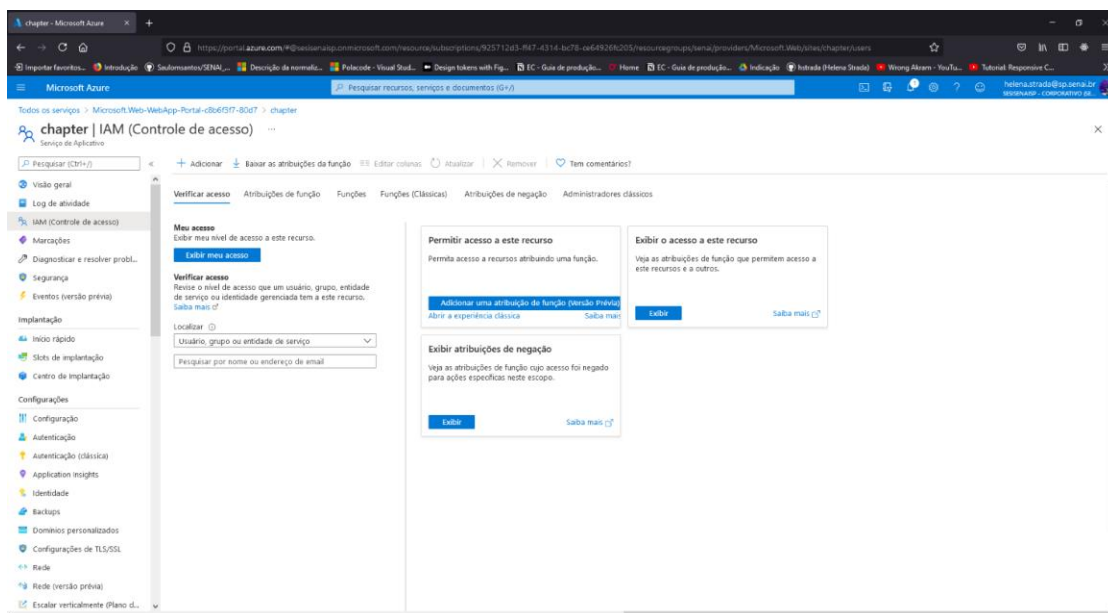 chapter - Microsoft Azure
https://portal.azure.com/#@sesisenaisp.onmicrosoft.com/resource/subscriptions/925712d3-ff47-4314-bc78-ce64926fc205/resourcegroups/senai/providers/Microsoft.Web/sites/chapter/users
Importar favoritos... Introdução Saulomsantos/SENAI_... Descrição da normaliz... Polacode - Visual Stud... Design tokens with Fig... EC - Guia de produção... Home EC - Guia de produção... Indicação hstrada (Helena Strada) Wrong Akram - YouTu... Tutorial: Responsive C...
Microsoft Azure
Pesquisar recursos, serviços e documentos (G+/)
helena.strada@sp.senai.br
SESISENAISP - CORPORATIVO (SE...
Todos os serviços > Microsoft.Web-WebApp-Portal-c8b6f5f7-80d7 > chapter
chapter | IAM (Controle de acesso) ...
Serviço de Aplicativo
Pesquisar (Ctrl+/)
Adicionar Baixar as atribuições da função Editar colunas Atualizar Remover Tem comentários?
Visão geral
Log de atividade
IAM (Controle de acesso)
Marcações
Diagnosticar e resolver probl...
Segurança
Eventos (versão prévia)
Implantação
Início rápido
Slots de implantação
Centro de Implantação
Configurações
Configuração
Autenticação
Autenticação (clássica)
Application Insights
Identidade
Backups
Domínios personalizados
Configurações de TLS/SSL
Rede
Rede (versão prévia)
Escalar verticalmente (Plano d...
Verificar acesso Atribuições de função Funções Funções (Clássicas) Atribuições de negação Administradores clássicos
Meu acesso
Exibir meu nível de acesso a este recurso.
Exibir meu acesso
Verificar acesso
Revise o nível de acesso que um usuário, grupo, entidade
de serviço ou identidade gerenciada tem a este recurso.
Saiba mais
Localizar
Usuário, grupo ou entidade de serviço
Pesquisar por nome ou endereço de email
Permitir acesso a este recurso
Permita acesso a recursos atribuindo uma função.
Adicionar uma atribuição de função (Versão Prévia)
Abrir a experiência clássica Saiba mais
Exibir o acesso a este recurso
Veja as atribuições de função que permitem acesso a
este recursos e a outros.
Exibir Saiba mais
Exibir atribuições de negação
Veja as atribuições de função cujo acesso foi negado
para ações específicas neste escopo.
Exibir Saiba mais